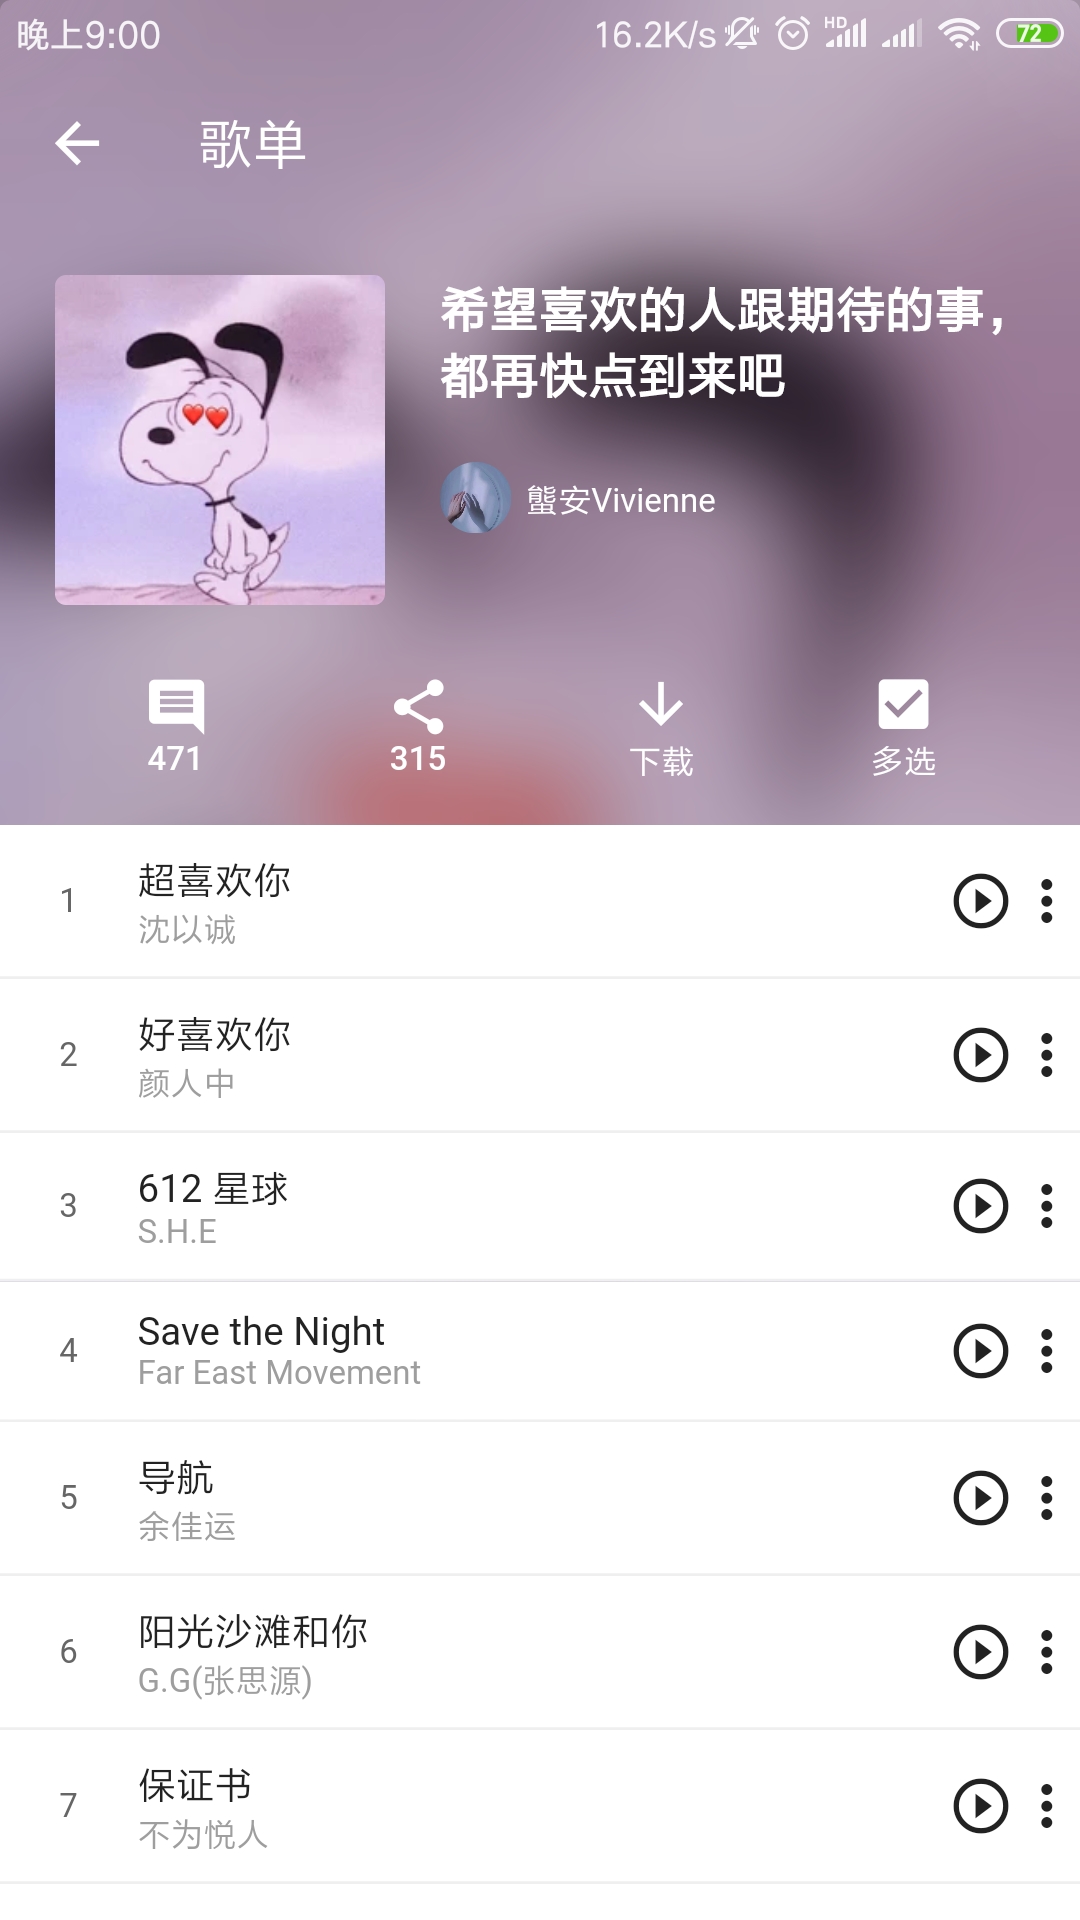 晚上9:00
16.2K/s
HD
72
歌单
希望喜欢的人跟期待的事，
都再快点到来吧
蜑安Vivienne
471
315
下载
多选
1
超喜欢你
沈以诚
2
好喜欢你
颜人中
3
612 星球
S.H.E
4
Save the Night
Far East Movement
5
导航
余佳运
6
阳光沙滩和你
G.G(张思源)
7
保证书
不为悦人